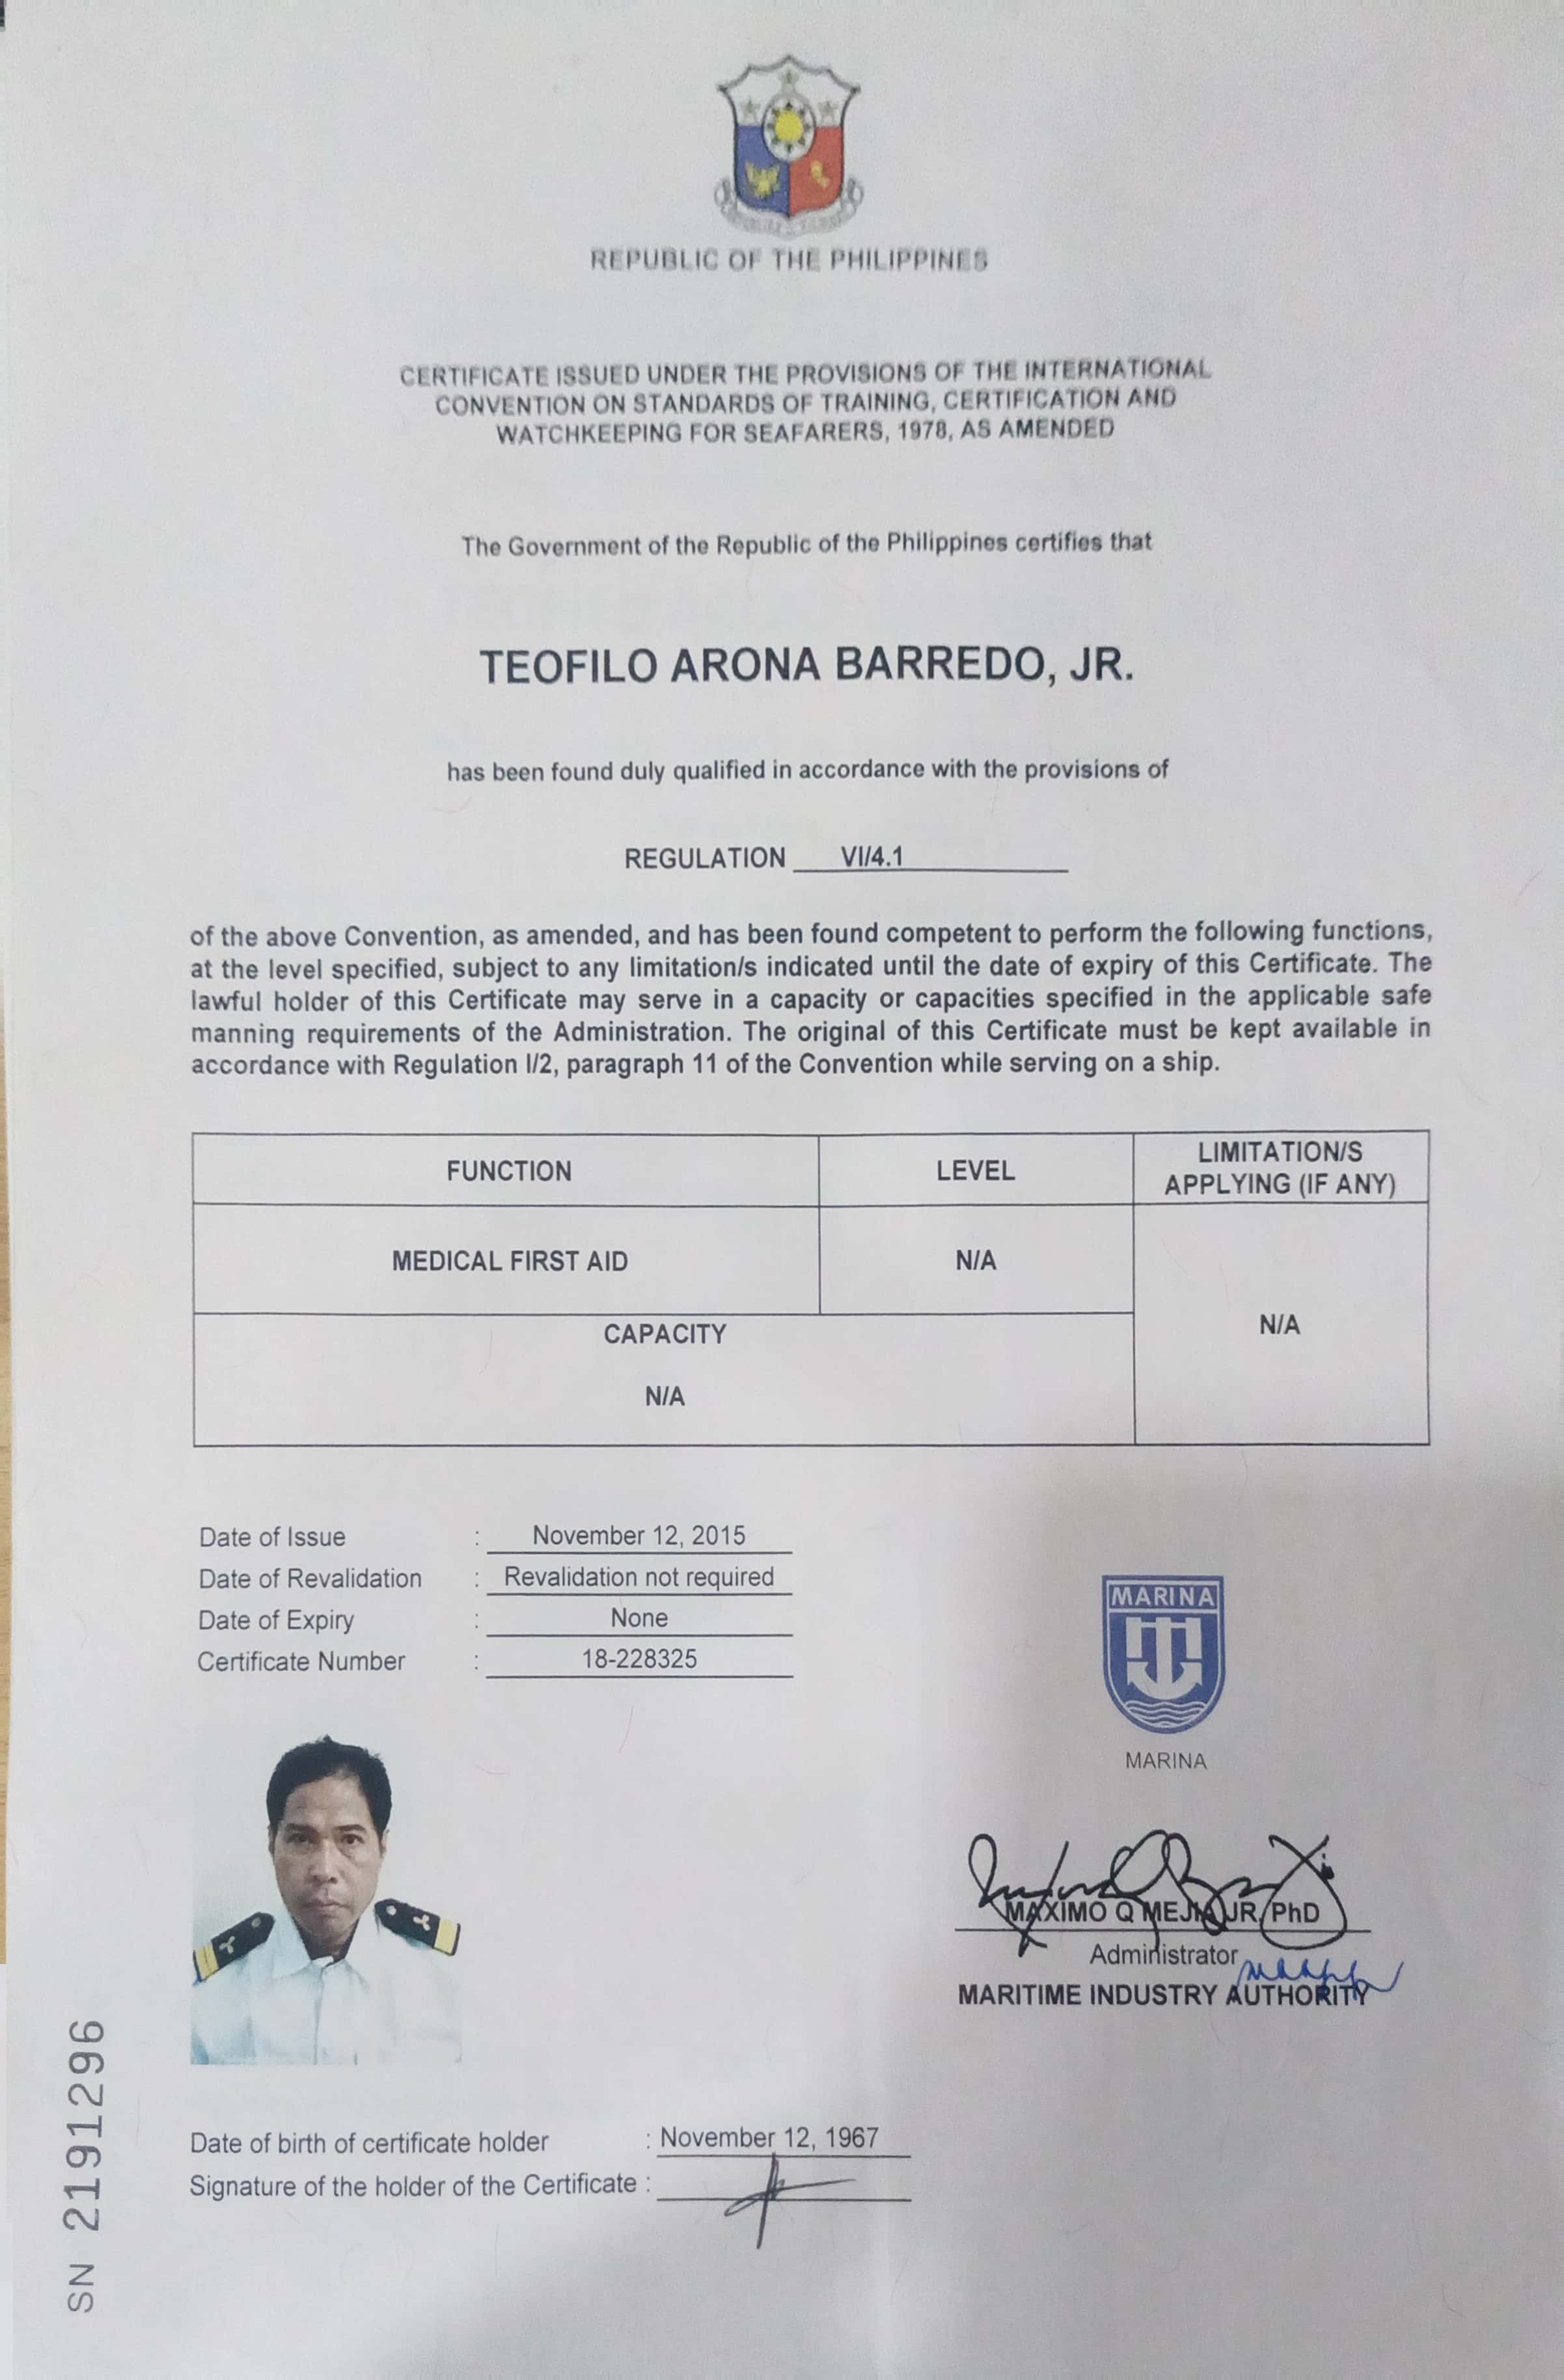 REPUBLIC OF THE PHILIPPINES
CERTIFICATE ISSUED UNDER THE PROVISIONS OF THE INTERNATIONAL
CONVENTION ON STANDARDS OF TRAINING, CERTIFICATION AND
WATCHKEEPING FOR SEAFARERS, 1978, AS AMENDED
The Government of the Republic of the Philippines certifies that
TEOFILO ARONA BARREDO, JR.
has been found duly qualified in accordance with the provisions of
REGULATION VI/4.1
of the above Convention, as amended, and has been found competent to perform the following functions,
at the level specified, subject to any limitation/s indicated until the date of expiry of this Certificate. The
lawful holder of this Certificate may serve in a capacity or capacities specified in the applicable safe
manning requirements of the Administration. The original of this Certificate must be kept available in
accordance with Regulation I/2, paragraph 11 of the Convention while serving on a ship.
FUNCTION
LEVEL
LIMITATION/S
APPLYING (IF ANY)
MEDICAL FIRST AID
N/A
N/A
CAPACITY
N/A
Date of Issue : November 12, 2015
Date of Revalidation : Revalidation not required
Date of Expiry : None
Certificate Number : 18-228325
MARINA
MARINA
MAXIMO Q MEJIA JR, PhD
Administrator
MARITIME INDUSTRY AUTHORITY
Date of birth of certificate holder : November 12, 1967
Signature of the holder of the Certificate :
SN 2191296